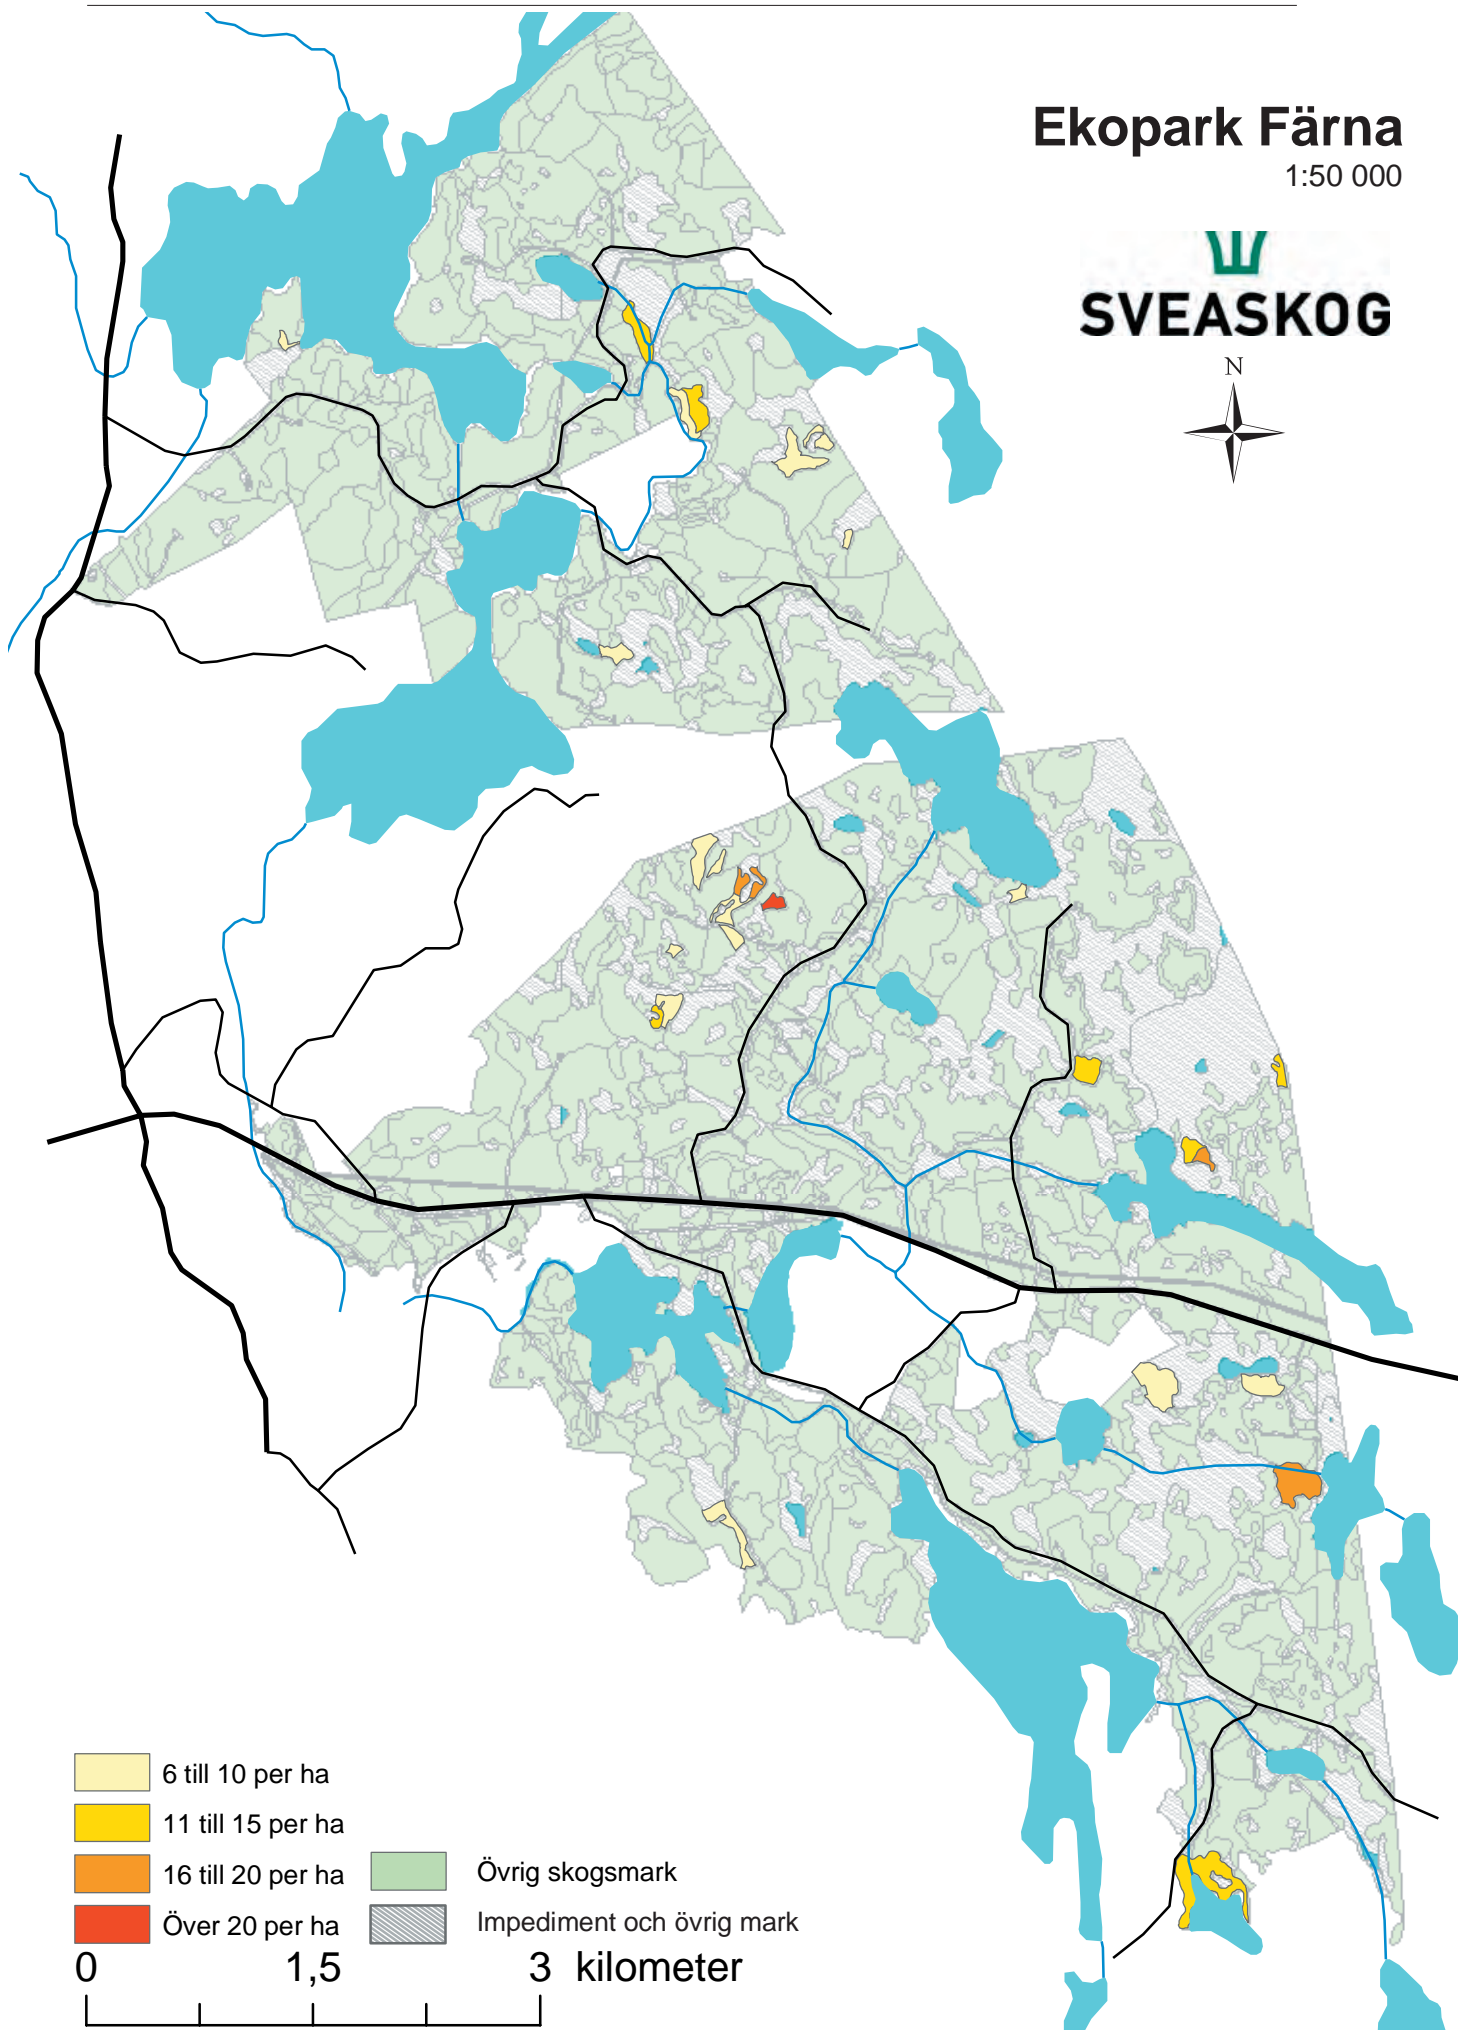 Ekopark Färna
1:50 000
SVEASKOG
N
6 till 10 per ha
11 till 15 per ha
16 till 20 per ha
Över 20 per ha
Övrig skogsmark
Impediment och övrig mark
0 1,5 3 kilometer